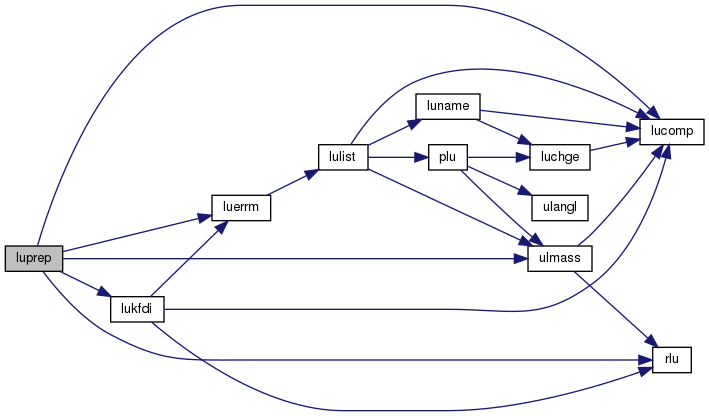 luname
lucomp
lulist
plu
luchge
luerrm
ulangl
luprep
ulmass
lukfdi
rlu